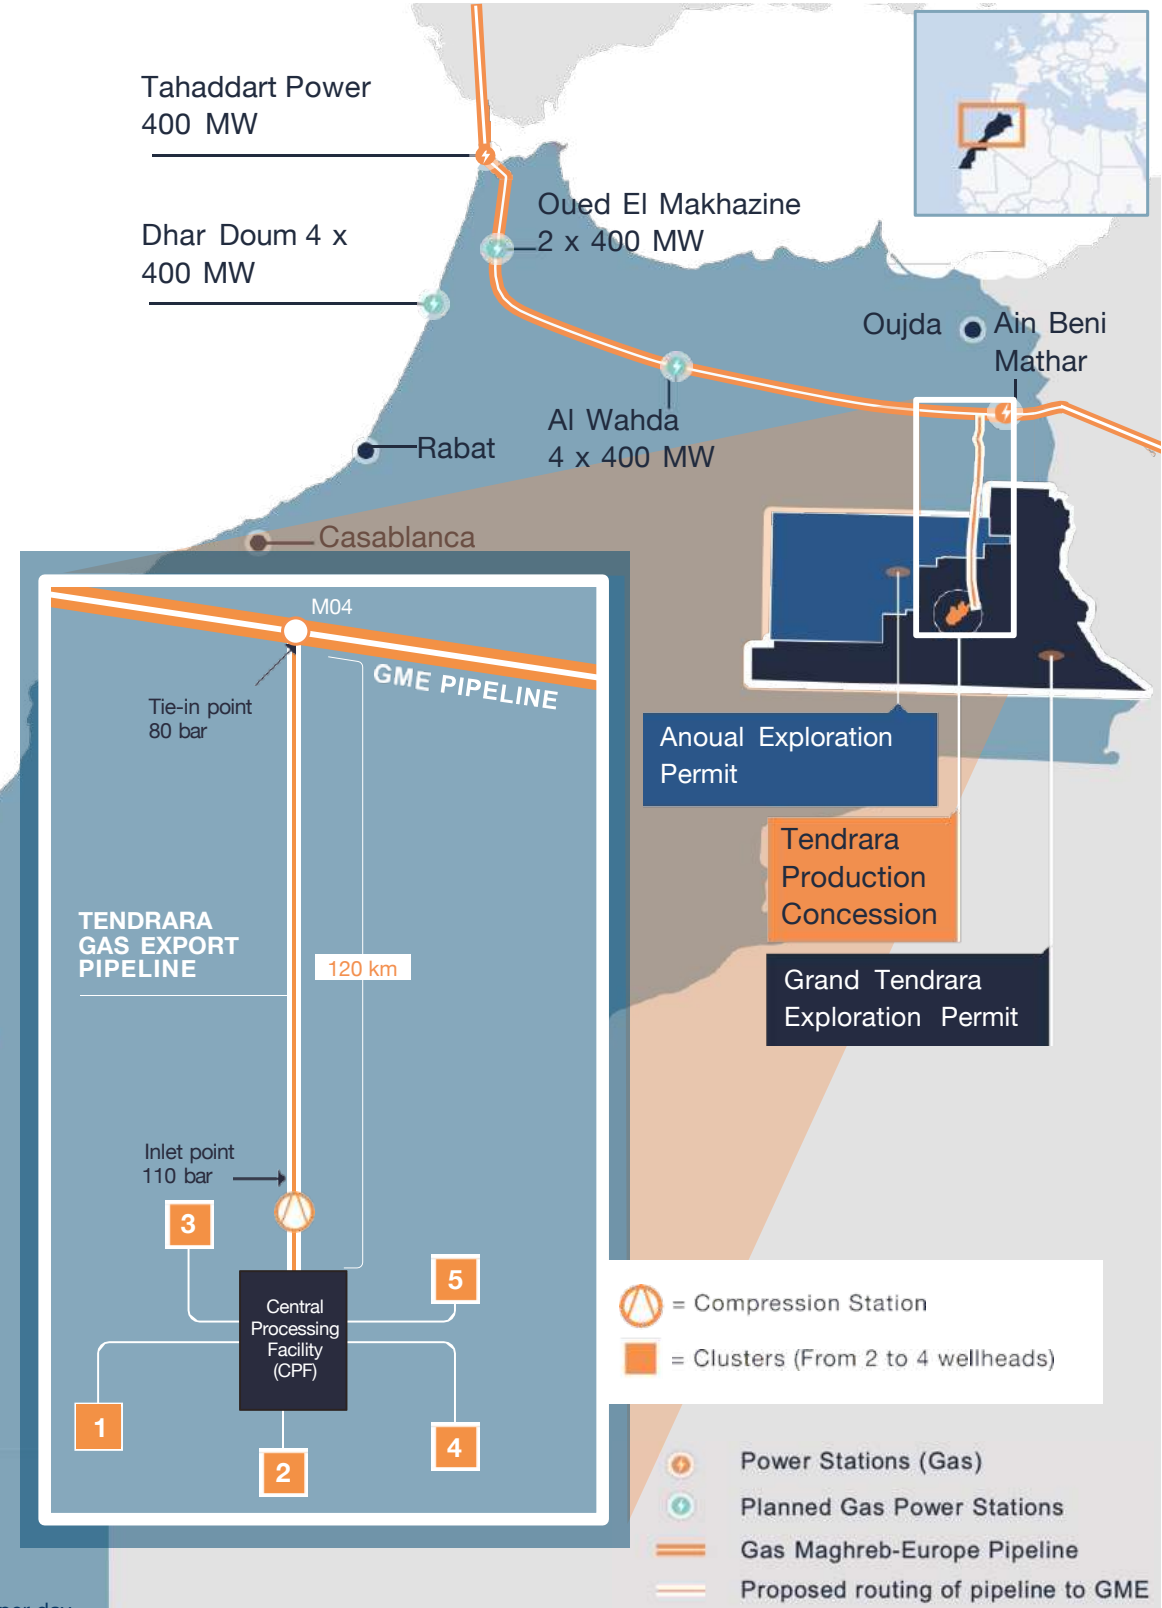 Tahaddart Power
400 MW
Dhar Doum 4 x
400 MW
Oued El Makhazine
2 x 400 MW
Oujda
Ain Beni
Mathar
Al Wahda
4 x 400 MW
Rabat
Casablanca
M04
GME PIPELINE
Tie-in point
80 bar
TENDRARA
GAS EXPORT
PIPELINE
120 km
Inlet point
110 bar
3
5
Central
Processing
Facility
(CPF)
1
4
2
Anoual Exploration
Permit
Tendrara
Production
Concession
Grand Tendrara
Exploration Permit
= Compression Station
= Clusters (From 2 to 4 wellheads)
Power Stations (Gas)
Planned Gas Power Stations
Gas Maghreb-Europe Pipeline
Proposed routing of pipeline to GME